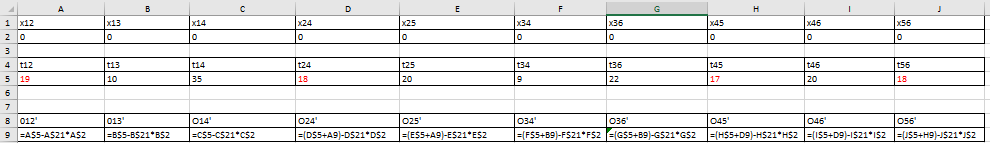 A B C D E F G H I J
1 x12 x13 x14 x24 x25 x34 x36 x45 x46 x56
2 0 0 0 0 0 0 0 0 0 0
3
4 t12 t13 t14 t24 t25 t34 t36 t45 t46 t56
5 19 10 35 18 20 9 22 17 20 18
6
7
8 012' 013' O14' O24' O25' O34' O36' O45' O46' O56'
9 =A$5-A$21*A$2 =B$5-B$21*B$2 =C$5-C$21*C$2 =(D$5+A9)-D$21*D$2 =(E$5+A9)-E$21*E$2 =(F$5+B9)-F$21*F$2 =(G$5+B9)-G$21*G$2 =(H$5+D9)-H$21*H$2 =(I$5+D9)-I$21*I$2 =(J$5+H9)-J$21*J$2